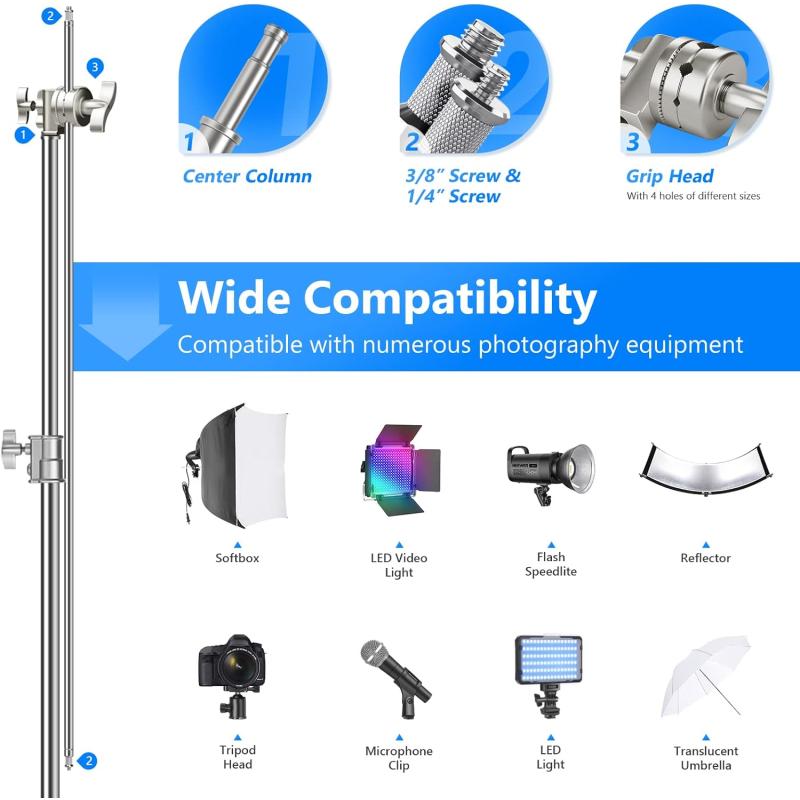 2
3
1
1
Center Column
2
3/8” Screw &
1/4” Screw
3
Grip Head
With 4 holes of different sizes
Wide Compatibility
Compatible with numerous photography equipment
Softbox
LED Video
Light
Flash
Speedlite
Reflector
Tripod
Head
Microphone
Clip
LED
Light
Translucent
Umbrella
2